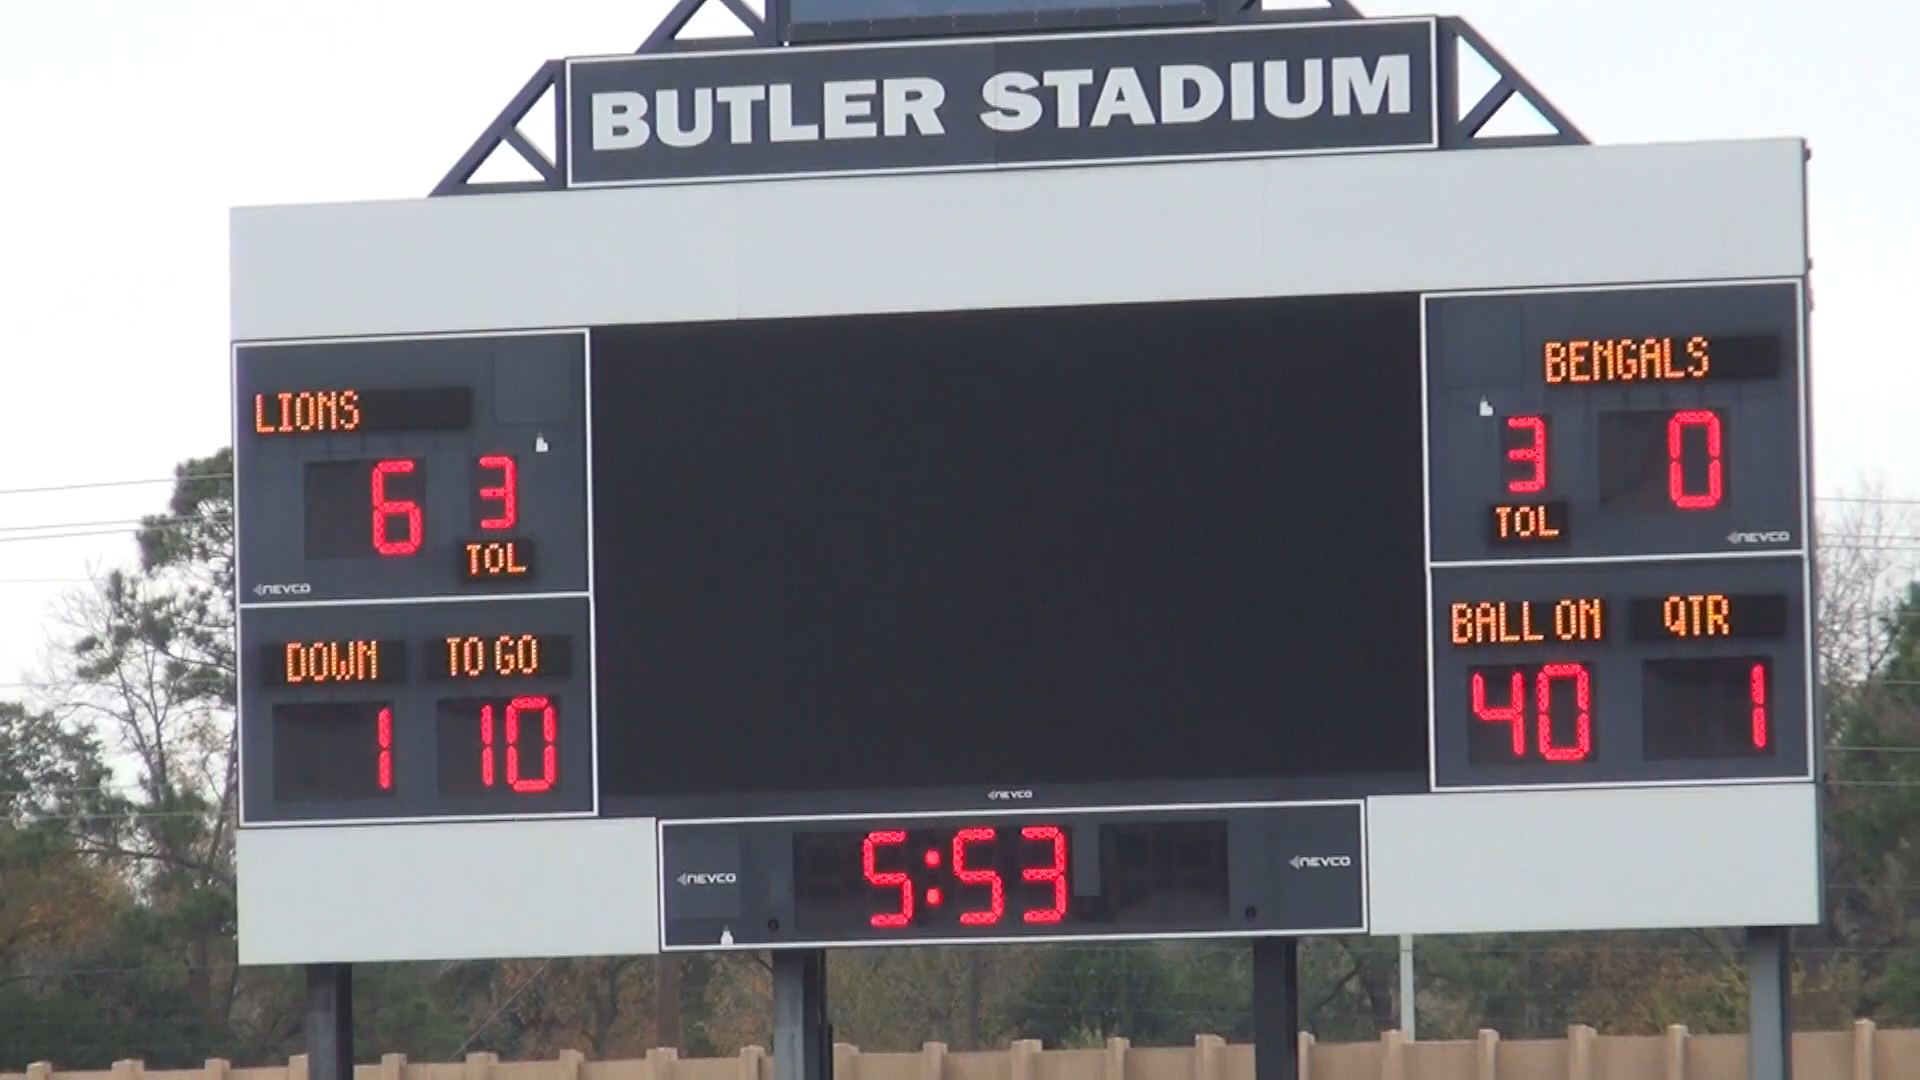 BUTLER STADIUM
LIONS
6 3
TOL
NEVCO
DOWN TO GO
1 10
BENGALS
3 0
TOL
NEVCO
BALL ON QTR
40 1
NEVCO
NEVCO 5:53 NEVCO